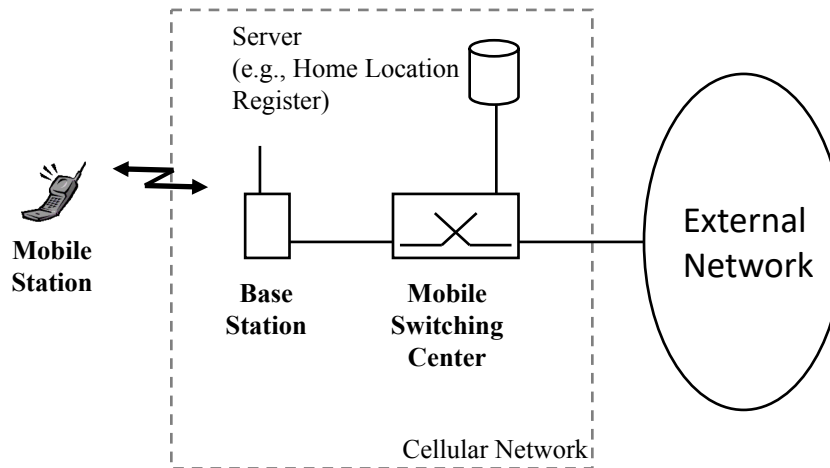 Server
(e.g., Home Location
Register)
Mobile
Station
Base
Station
Mobile
Switching
Center
External
Network
Cellular Network